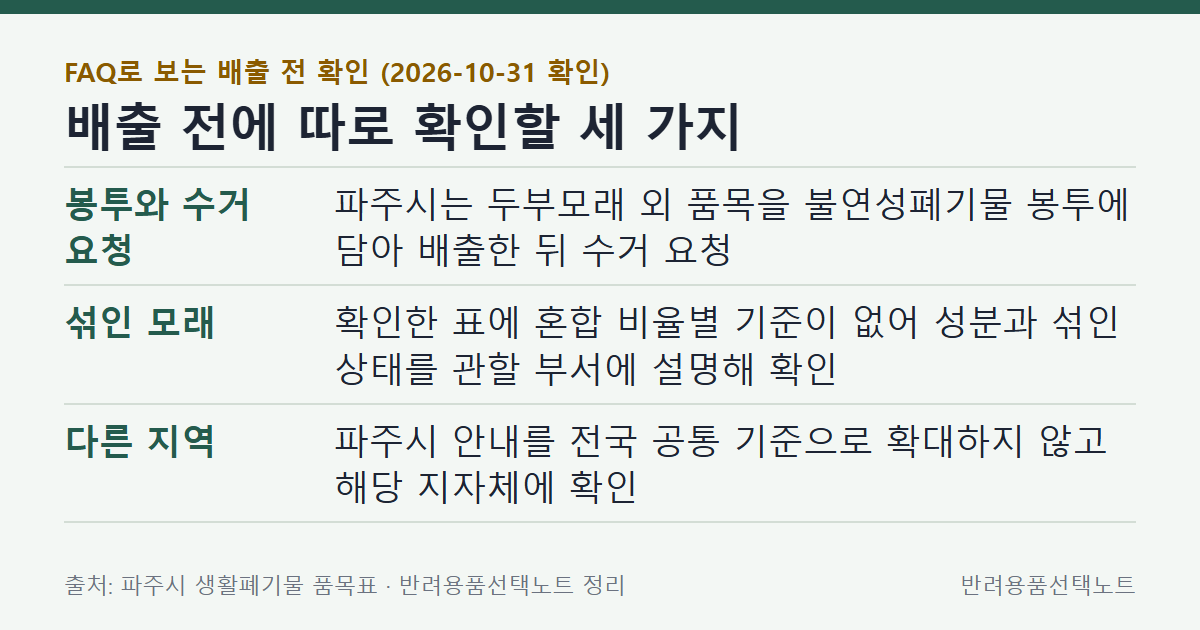 FAQ로 보는 배출 전 확인 (2026-10-31 확인)
배출 전에 따로 확인할 세 가지
봉투와 수거
요청
파주시는 두부모래 외 품목을 불연성폐기물 봉투에
담아 배출한 뒤 수거 요청
섞인 모래
확인한 표에 혼합 비율별 기준이 없어 성분과 섞인
상태를 관할 부서에 설명해 확인
다른 지역
파주시 안내를 전국 공통 기준으로 확대하지 않고
해당 지자체에 확인
출처: 파주시 생활폐기물 품목표 · 반려용품선택노트 정리
반려용품선택노트